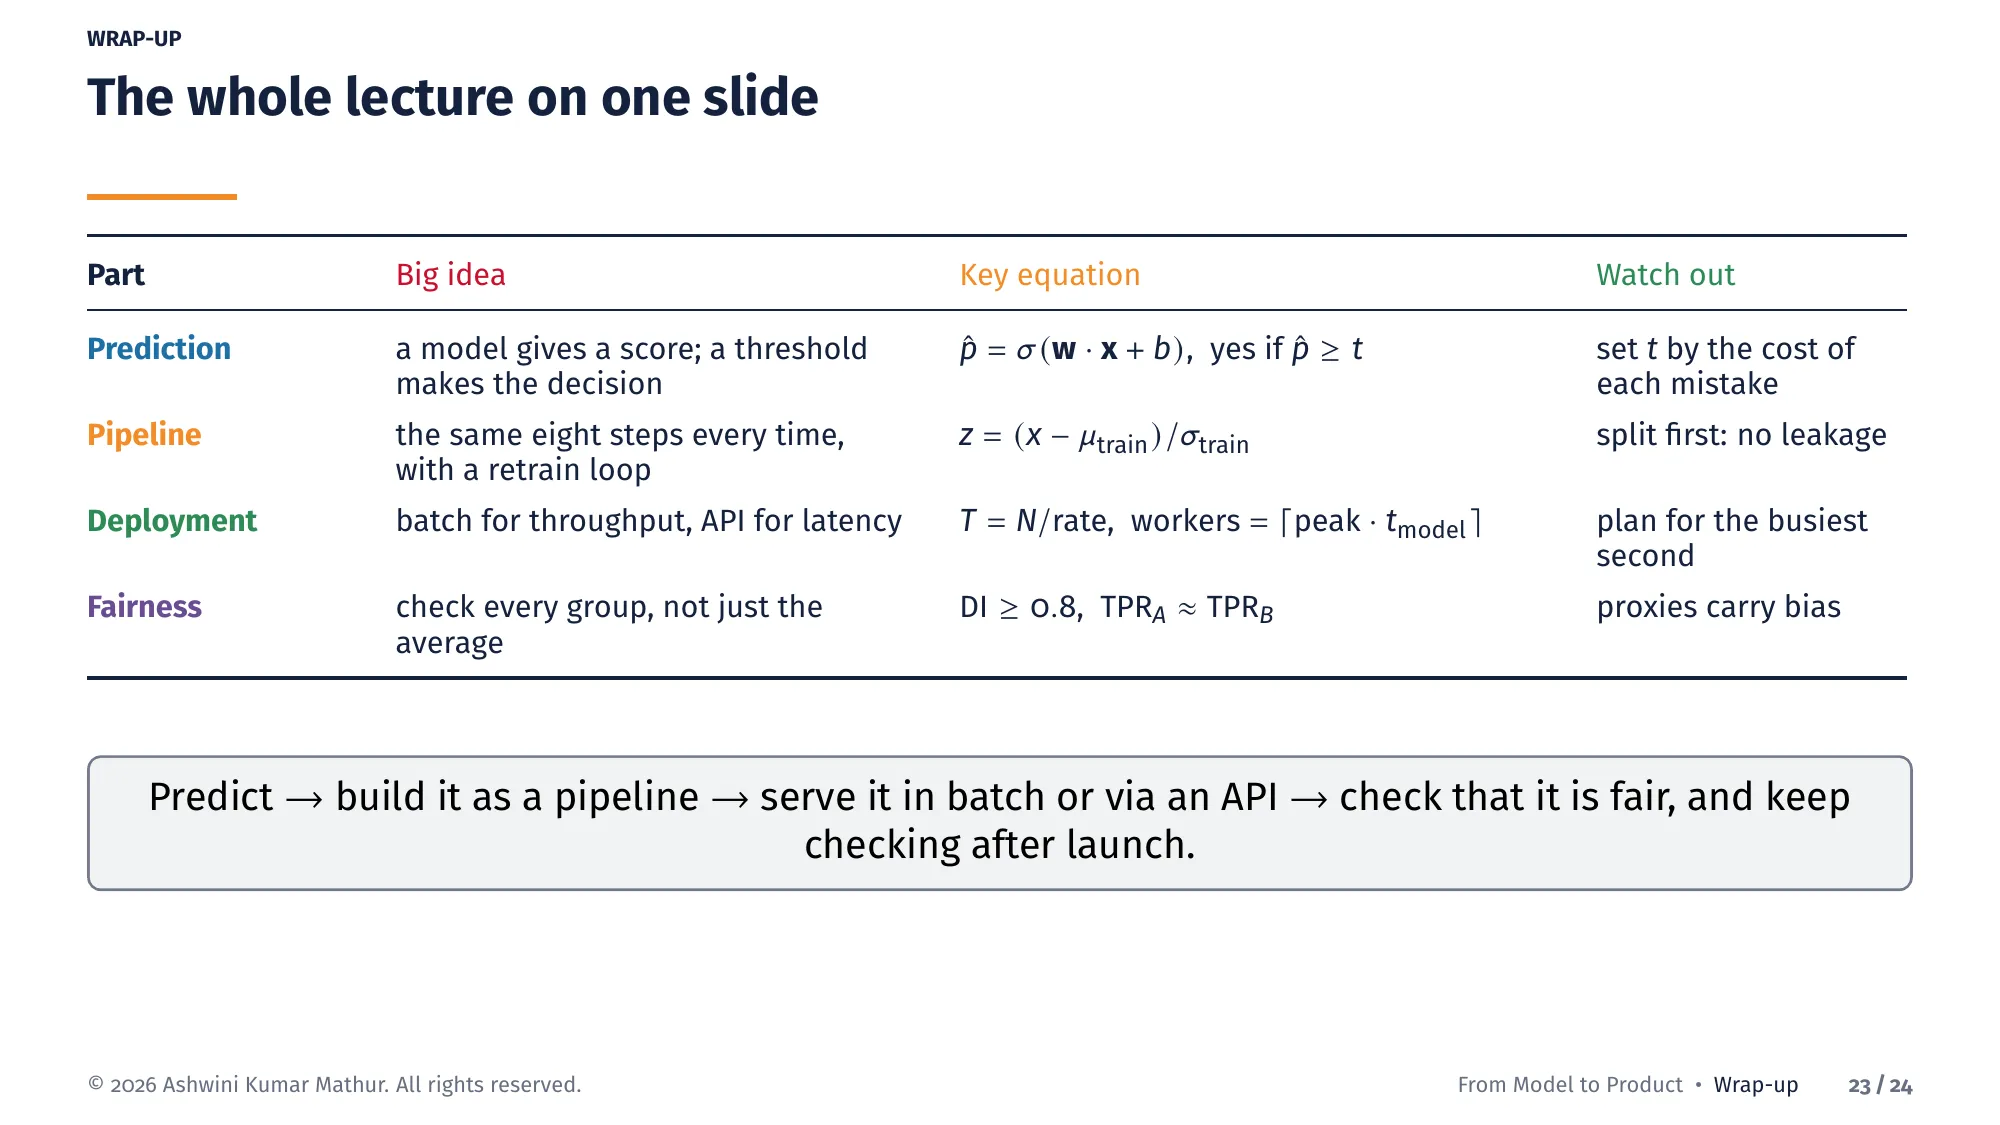 WRAP-UP
The whole lecture on one slide
Part Big idea Key equation Watch out
Prediction a model gives a score; a threshold p̂ = σ(w · x + b), yes if p̂ ≥ t set t by the cost of
makes the decision each mistake
Pipeline the same eight steps every time, z = (x − μ_train)/σ_train split first: no leakage
with a retrain loop
Deployment batch for throughput, API for latency T = N/rate, workers = ⌈peak · t_model⌉ plan for the busiest
second
Fairness check every group, not just the DI ≥ 0.8, TPR_A ≈ TPR_B proxies carry bias
average
Predict → build it as a pipeline → serve it in batch or via an API → check that it is fair, and keep
checking after launch.
© 2026 Ashwini Kumar Mathur. All rights reserved. From Model to Product • Wrap-up 23 / 24